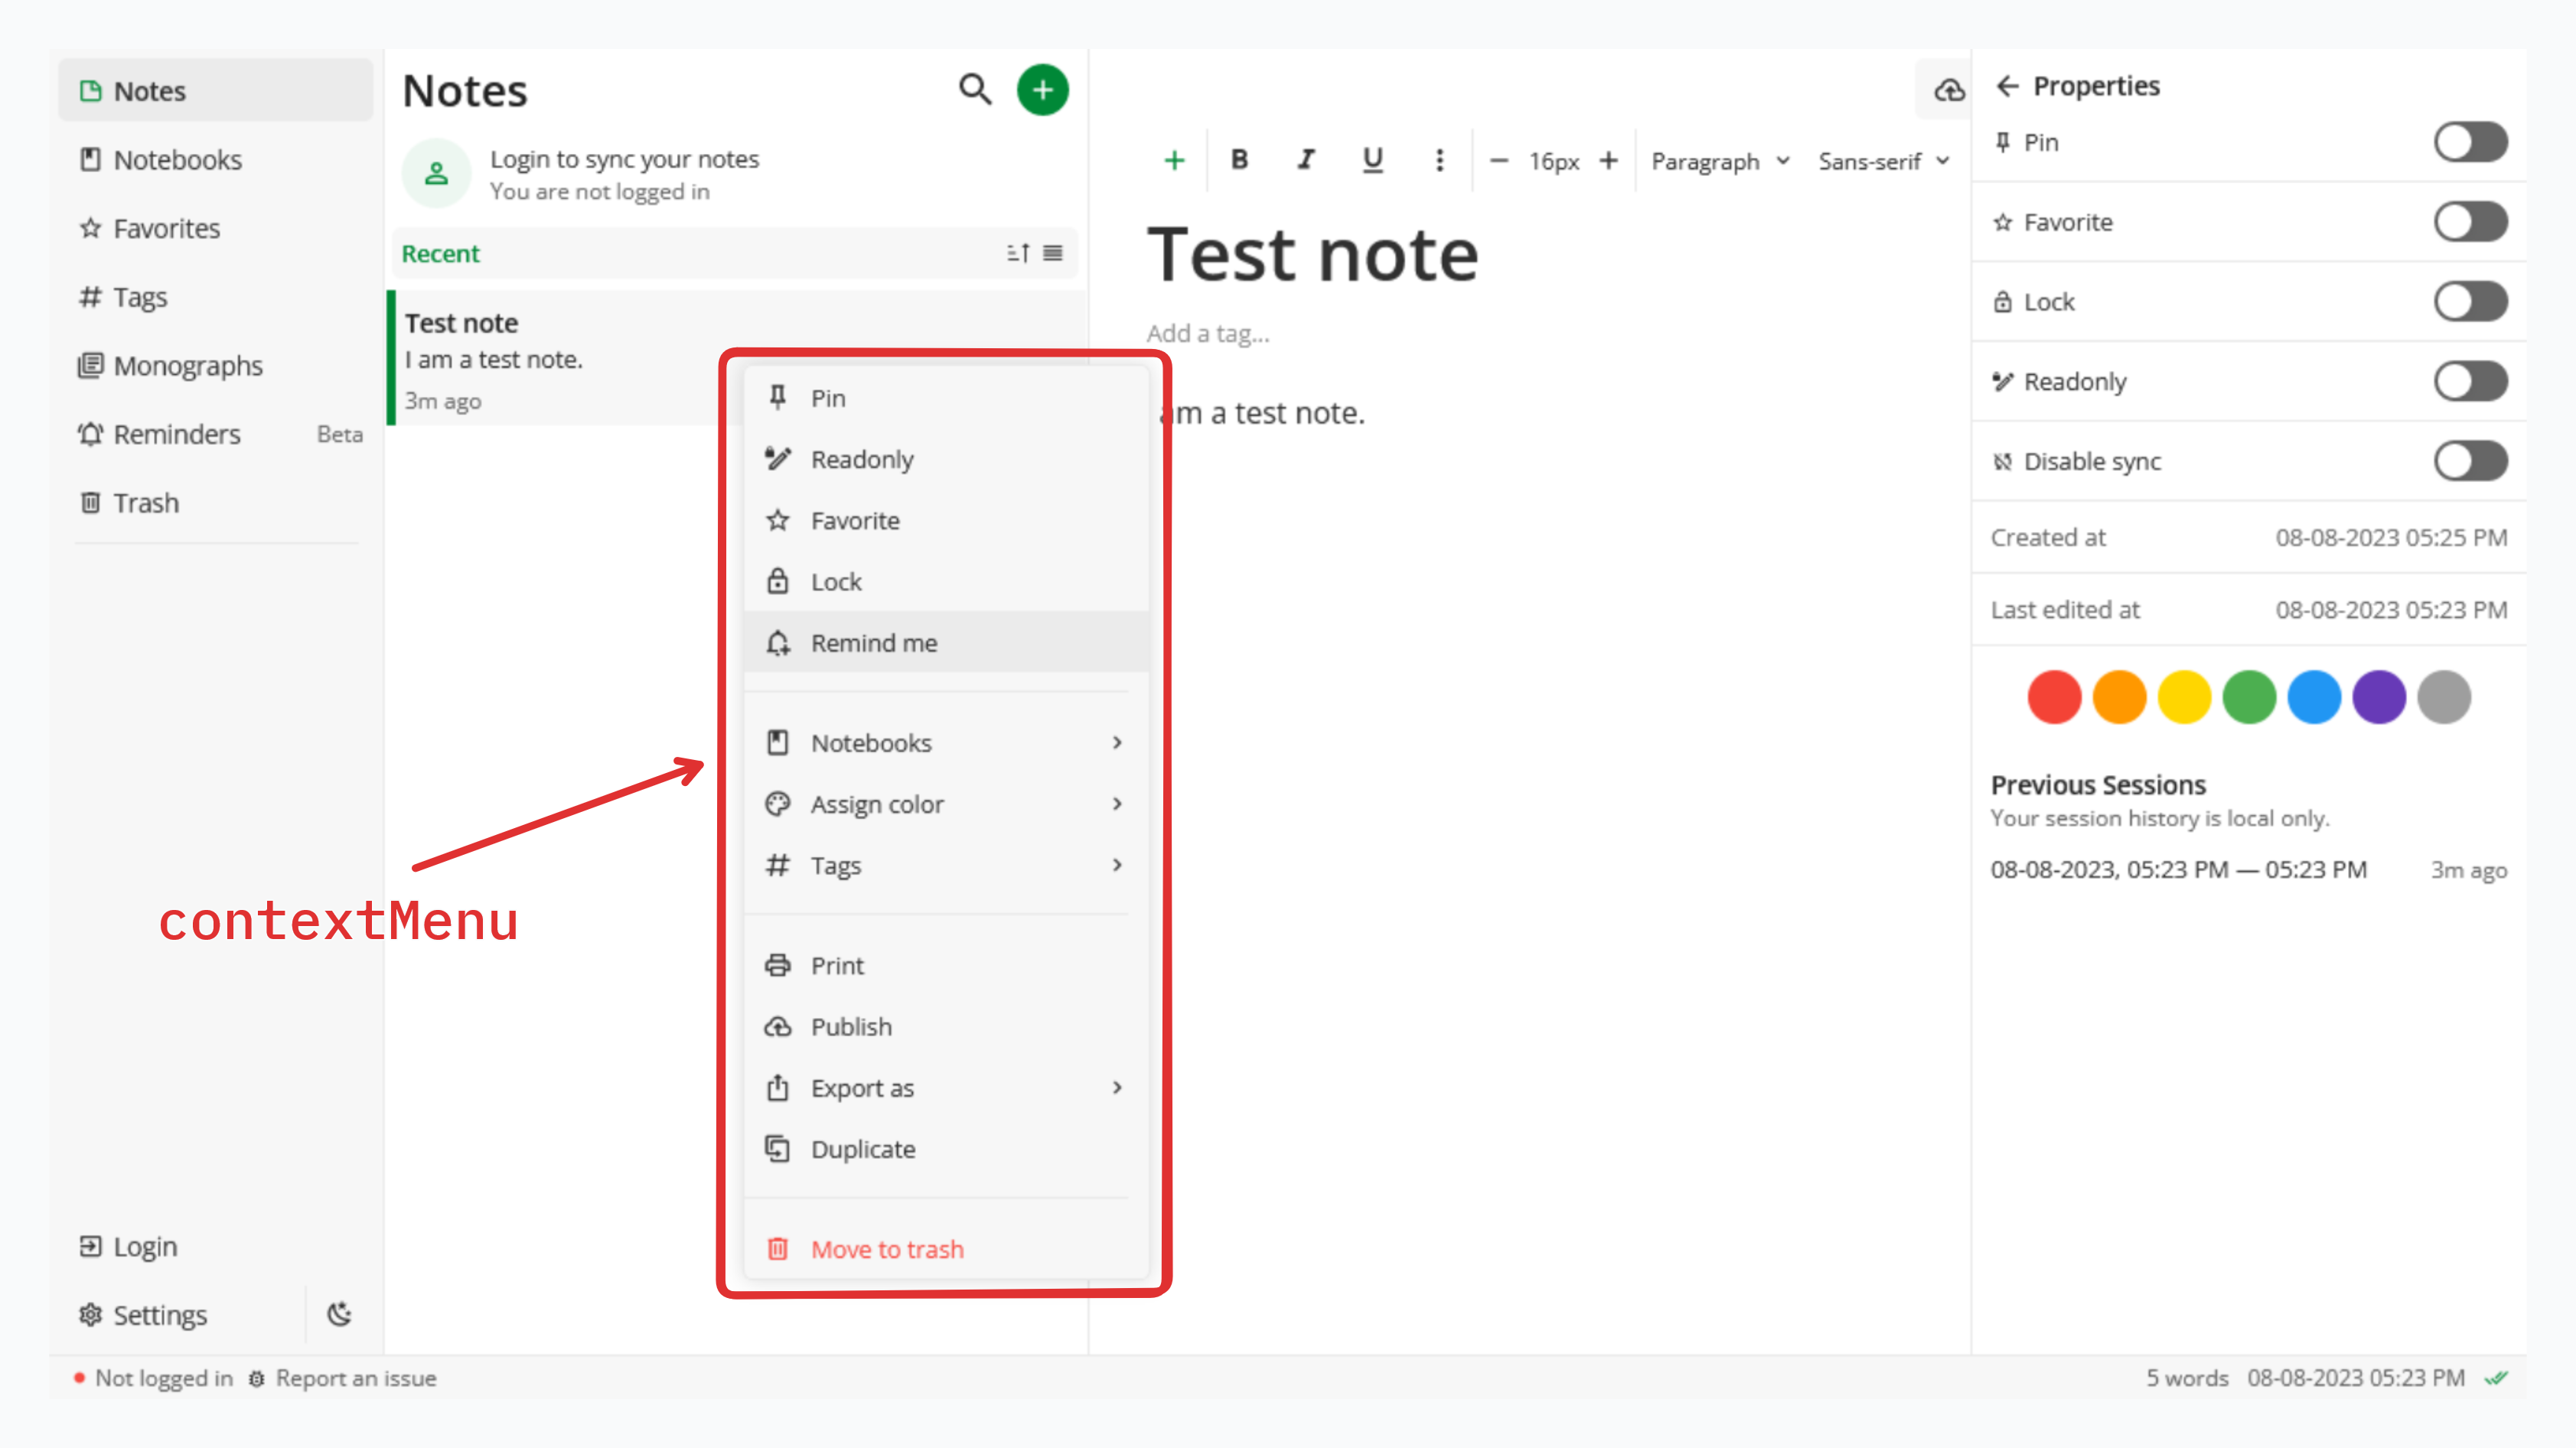 Notes
Notebooks
Favorites
Tags
Monographs
Reminders Beta
Trash
Login
Settings
Notes
Login to sync your notes
You are not logged in
Recent
Test note
I am a test note.
3m ago
Pin
Readonly
Favorite
Lock
Remind me
Notebooks
Assign color
Tags
Print
Publish
Export as
Duplicate
Move to trash
contextMenu
B I U 16px Paragraph Sans-serif
Test note
Add a tag...
am a test note.
Properties
Pin
Favorite
Lock
Readonly
Disable sync
Created at 08-08-2023 05:25 PM
Last edited at 08-08-2023 05:23 PM
Previous Sessions
Your session history is local only.
08-08-2023, 05:23 PM — 05:23 PM 3m ago
Not logged in Report an issue
5 words 08-08-2023 05:23 PM